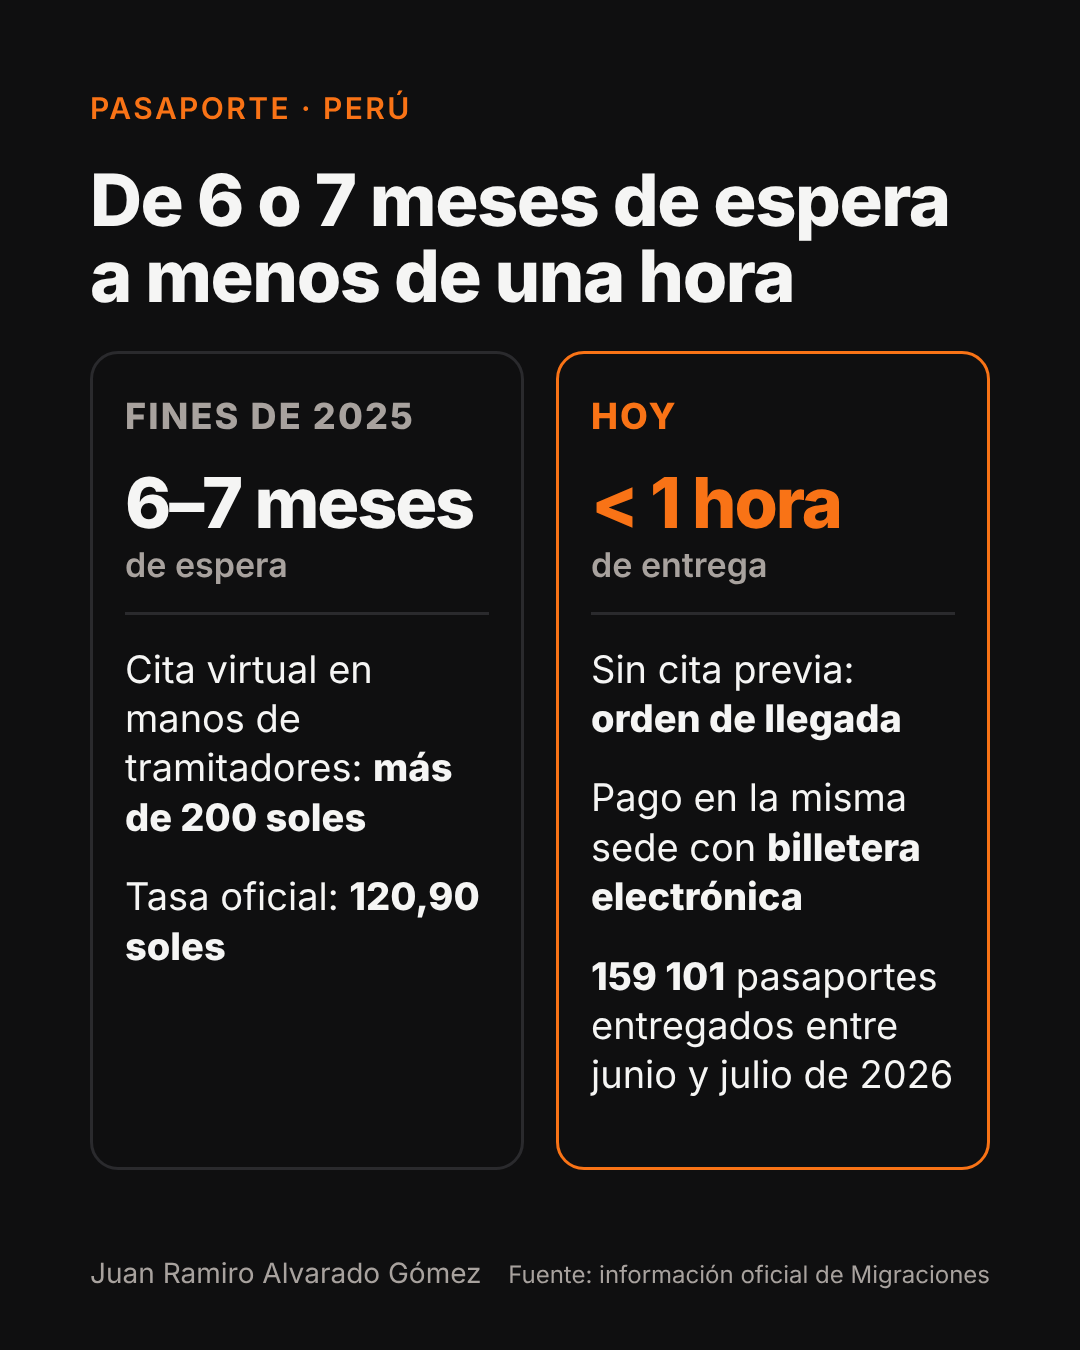 PASAPORTE · PERÚ
De 6 o 7 meses de espera
a menos de una hora
FINES DE 2025
6–7 meses
de espera
Cita virtual en
manos de
tramitadores: más
de 200 soles
Tasa oficial: 120,90
soles
HOY
< 1 hora
de entrega
Sin cita previa:
orden de llegada
Pago en la misma
sede con billetera
electrónica
159 101 pasaportes
entregados entre
junio y julio de 2026
Juan Ramiro Alvarado Gómez
Fuente: información oficial de Migraciones